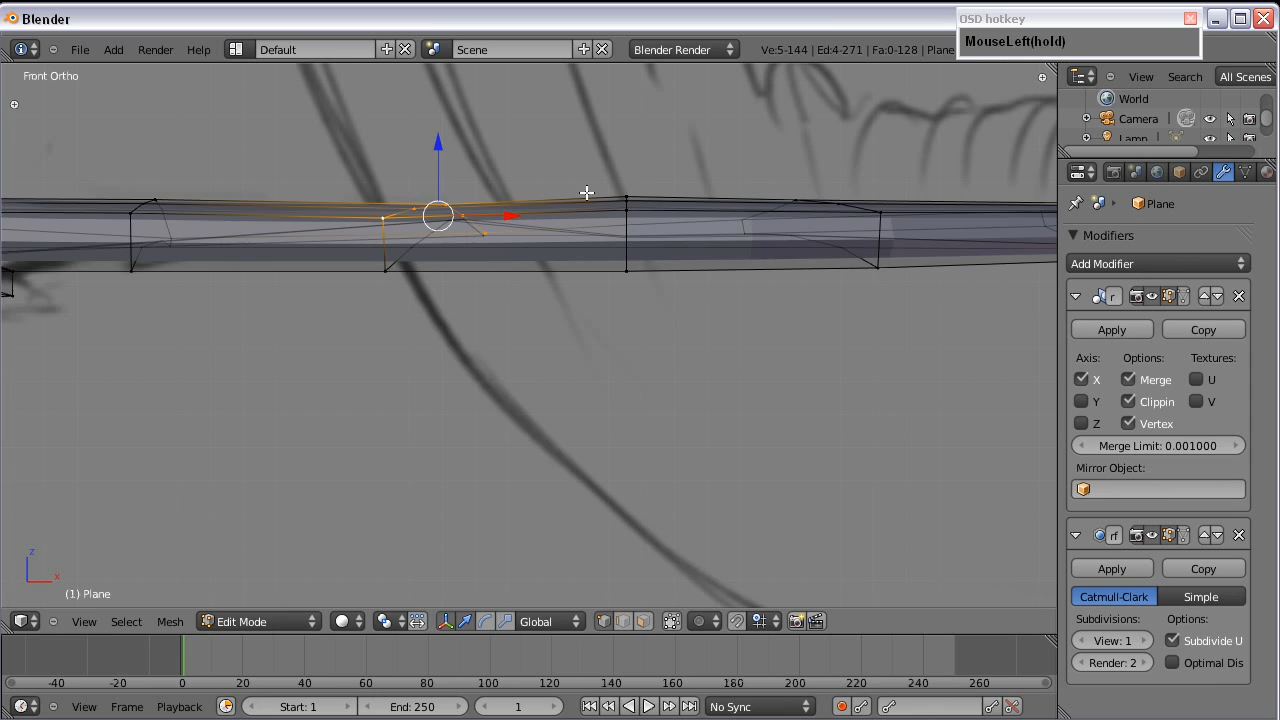 Blender
OSD hotkey
MouseLeft(hold)
File Add Render Help Default Scene Blender Render Ve:5-144 | Ed:4-271 | Fa:0-128 | Plane
Front Ortho
View Search All Scenes
World
Camera
Lamp
Plane
Modifiers
Add Modifier
r
Apply Copy
Axis: Options: Textures:
X Merge U
Y Clippin V
Z Vertex
Merge Limit: 0.001000
Mirror Object:
rf
Apply Copy
Catmull-Clark Simple
Subdivisions: Options:
View: 1 Subdivide U
Render: 2 Optimal Dis
z
x
(1) Plane
View Select Mesh Edit Mode Global
-40 -20 0 20 40 60 80 100 120 140 160 180 200 220 240 260
View Frame Playback Start: 1 End: 250 1 No Sync